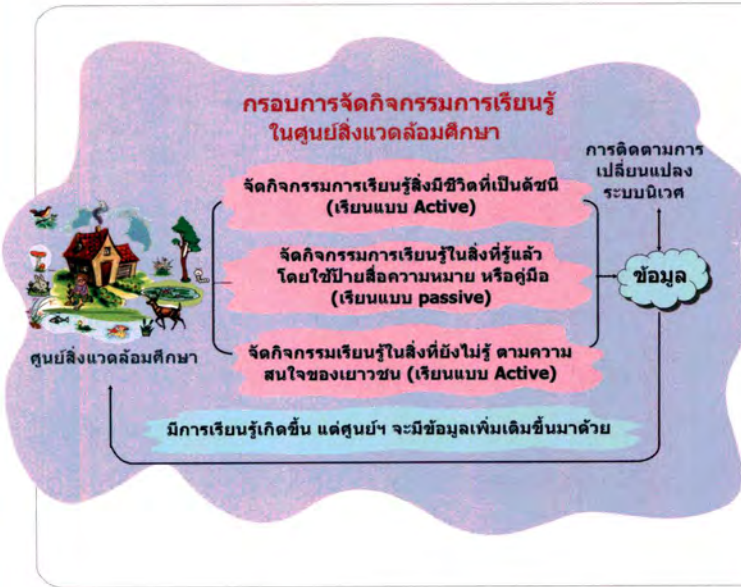 กรอบการจัดกิจกรรมการเรียนรู้
ในศูนย์สิ่งแวดล้อมศึกษา
การติดตามการ
เปลี่ยนแปลง
ระบบนิเวศ
จัดกิจกรรมการเรียนรู้สิ่งมีชีวิตที่เป็นดัชนี
(เรียนแบบ Active)
จัดกิจกรรมการเรียนรู้ในสิ่งที่รู้แล้ว
โดยใช้ป้ายสื่อความหมาย หรือคู่มือ
(เรียนแบบ passive)
ข้อมูล
ศูนย์สิ่งแวดล้อมศึกษา
จัดกิจกรรมเรียนรู้ในสิ่งที่ยังไม่รู้ ตามความ
สนใจของเยาวชน (เรียนแบบ Active)
มีการเรียนรู้เกิดขึ้น แต่ศูนย์ฯ จะมีข้อมูลเพิ่มเติมขึ้นมาด้วย